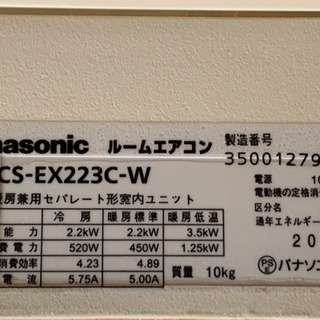 nasonic ルームエアコン
CS-EX223C-W
房兼用セパレート形室内ユニット
冷房 暖房標準 暖房低温
能力 2.2kW 2.2kW 3.5kW
費電力 520W 450W 1.25kW
消費効率 4.23 4.89
電流 5.75A 5.00A
質量 10kg
製造番号
35001279
電源 10
電動機の定格消
区分名
通年エネルギー
20
PS E パナソニ